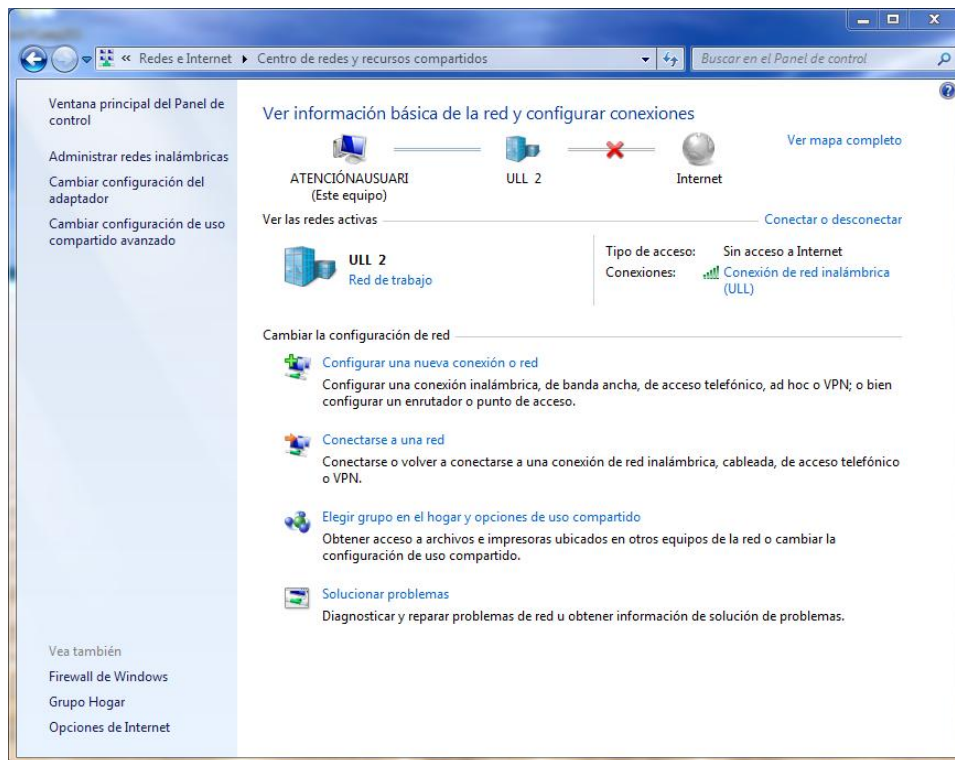 « Redes e Internet ▸ Centro de redes y recursos compartidos
Buscar en el Panel de control
Ventana principal del Panel de
control
Administrar redes inalámbricas
Cambiar configuración del
adaptador
Cambiar configuración de uso
compartido avanzado
Vea también
Firewall de Windows
Grupo Hogar
Opciones de Internet
Ver información básica de la red y configurar conexiones
Ver mapa completo
ATENCIÓNAUSUARI
(Este equipo)
ULL 2
Internet
Ver las redes activas
Conectar o desconectar
ULL 2
Red de trabajo
Tipo de acceso: Sin acceso a Internet
Conexiones: Conexión de red inalámbrica
(ULL)
Cambiar la configuración de red
Configurar una nueva conexión o red
Configurar una conexión inalámbrica, de banda ancha, de acceso telefónico, ad hoc o VPN; o bien
configurar un enrutador o punto de acceso.
Conectarse a una red
Conectarse o volver a conectarse a una conexión de red inalámbrica, cableada, de acceso telefónico
o VPN.
Elegir grupo en el hogar y opciones de uso compartido
Obtener acceso a archivos e impresoras ubicados en otros equipos de la red o cambiar la
configuración de uso compartido.
Solucionar problemas
Diagnosticar y reparar problemas de red u obtener información de solución de problemas.